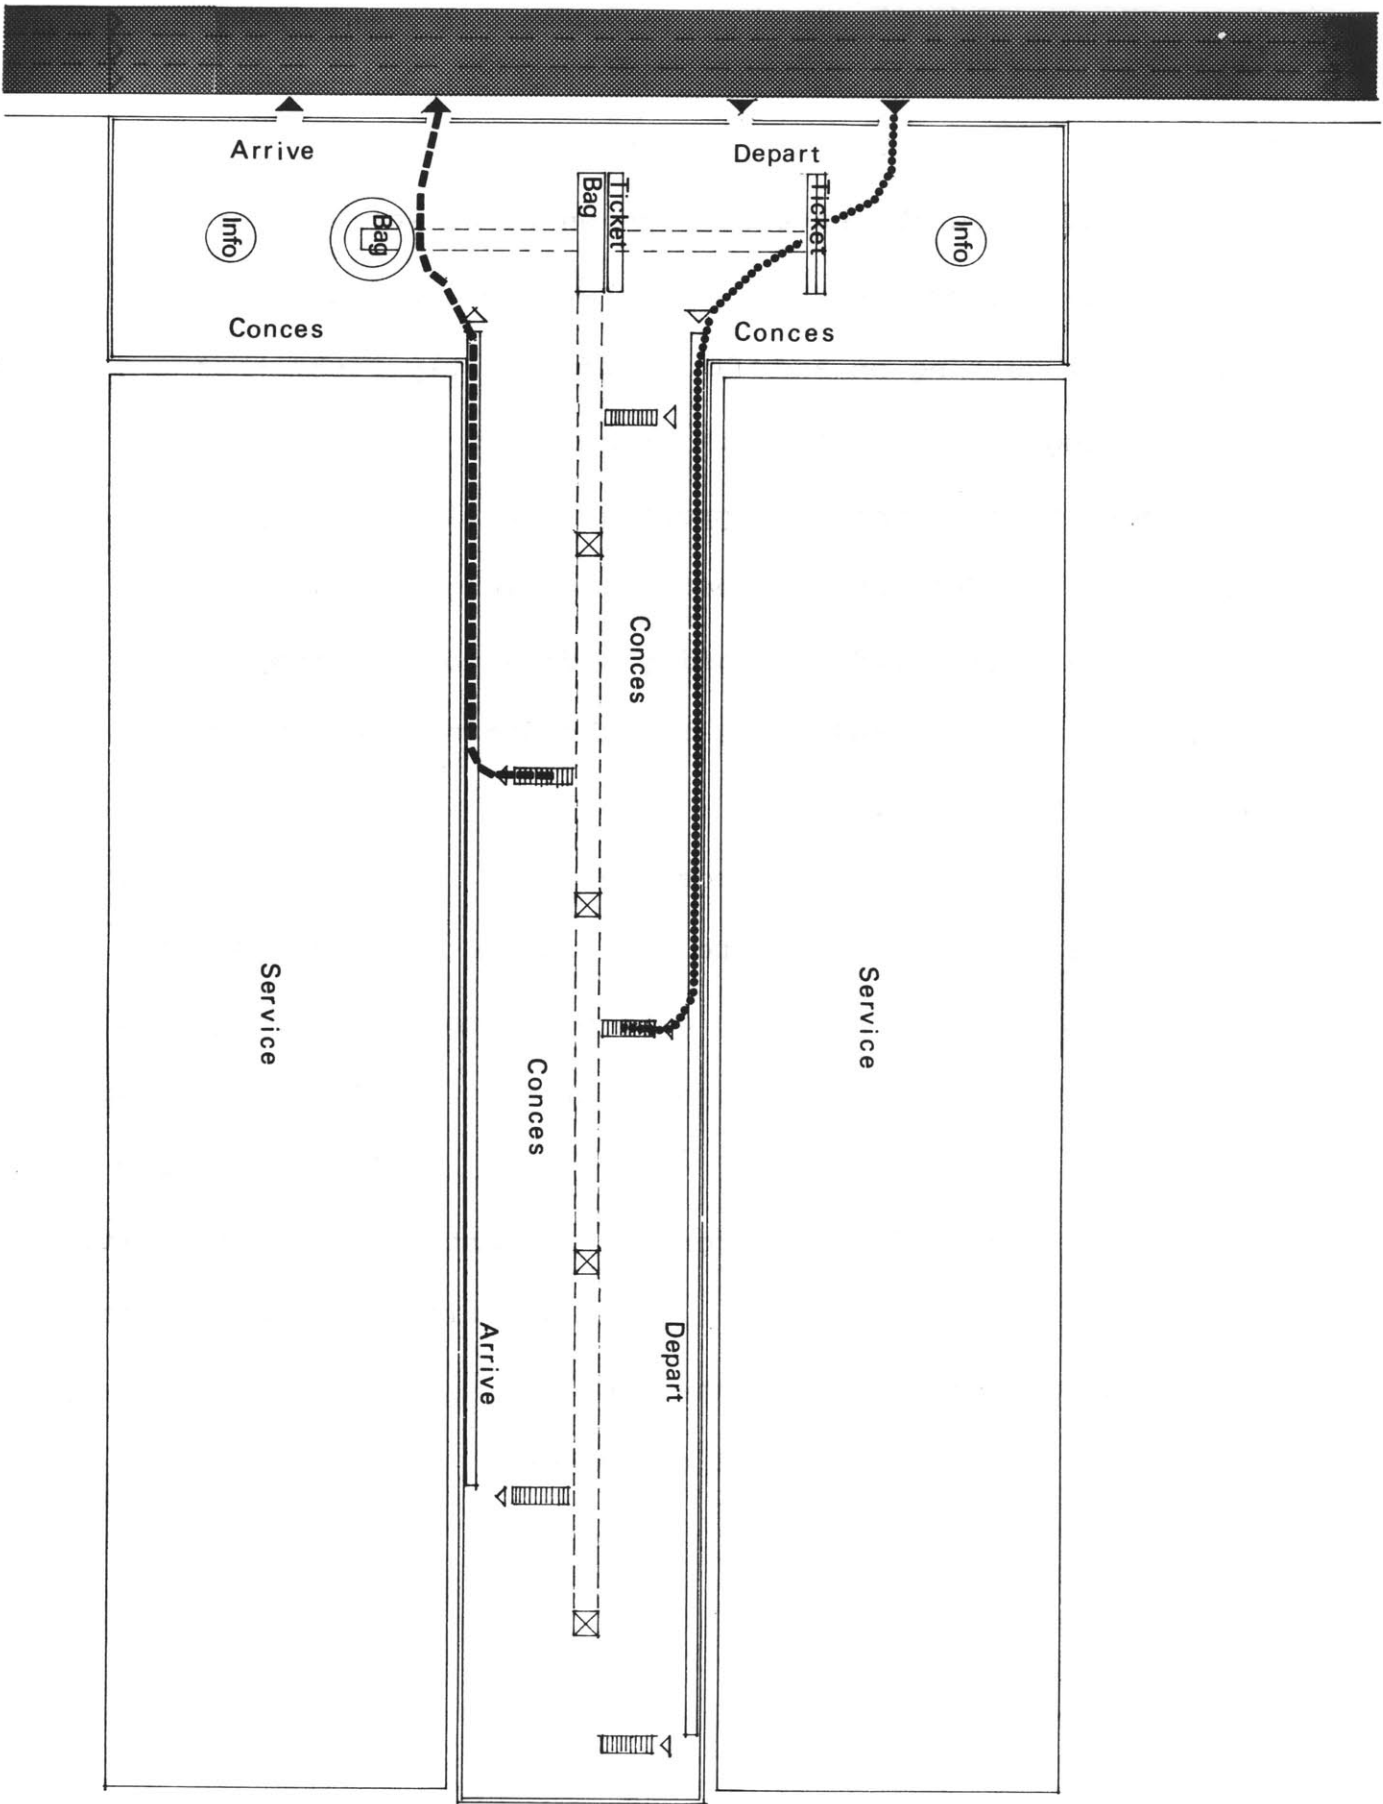 Arrive
Depart
Bag
Ticket
Ticket
Info
Bag
Info
Conces
Conces
Conces
Service
Service
Conces
Arrive
Depart